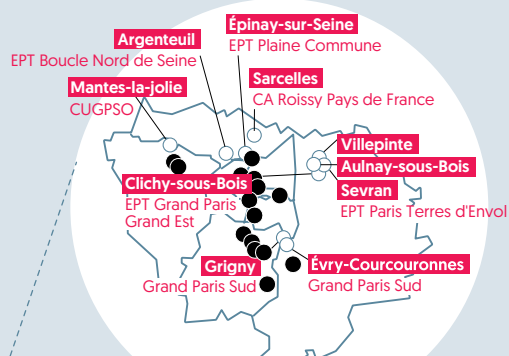 Épinay-sur-Seine
EPT Plaine Commune
Argenteuil
EPT Boucle Nord de Seine
Sarcelles
CA Roissy Pays de France
Mantes-la-jolie
CUGPSO
Villepinte
Aulnay-sous-Bois
Sevran
EPT Paris Terres d'Envol
Clichy-sous-Bois
EPT Grand Paris
Grand Est
Grigny
Grand Paris Sud
Évry-Courcouronnes
Grand Paris Sud